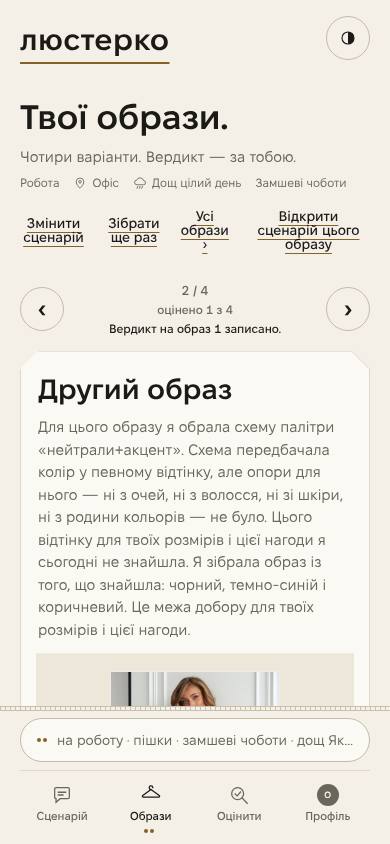 люстерко
Твої образи.
Чотири варіанти. Вердикт — за тобою.
Робота Офіс Дощ цілий день Замшеві чоботи
Змінити
сценарій
Зібрати
ще раз
Усі
образи
›
Відкрити
сценарій цього
образу
‹
2 / 4
оцінено 1 з 4
Вердикт на образ 1 записано.
›
Другий образ
Для цього образу я обрала схему палітри
«нейтрали+акцент». Схема передбачала
колір у певному відтінку, але опори для
нього — ні з очей, ні з волосся, ні зі шкіри,
ні з родини кольорів — не було. Цього
відтінку для твоїх розмірів і цієї нагоди я
сьогодні не знайшла. Я зібрала образ із
того, що знайшла: чорний, темно-синій і
коричневий. Це межа добору для твоїх
розмірів і цієї нагоди.
на роботу · пішки · замшеві чоботи · дощ Як...
Сценарій
Образи
Оцінити
О
Профіль